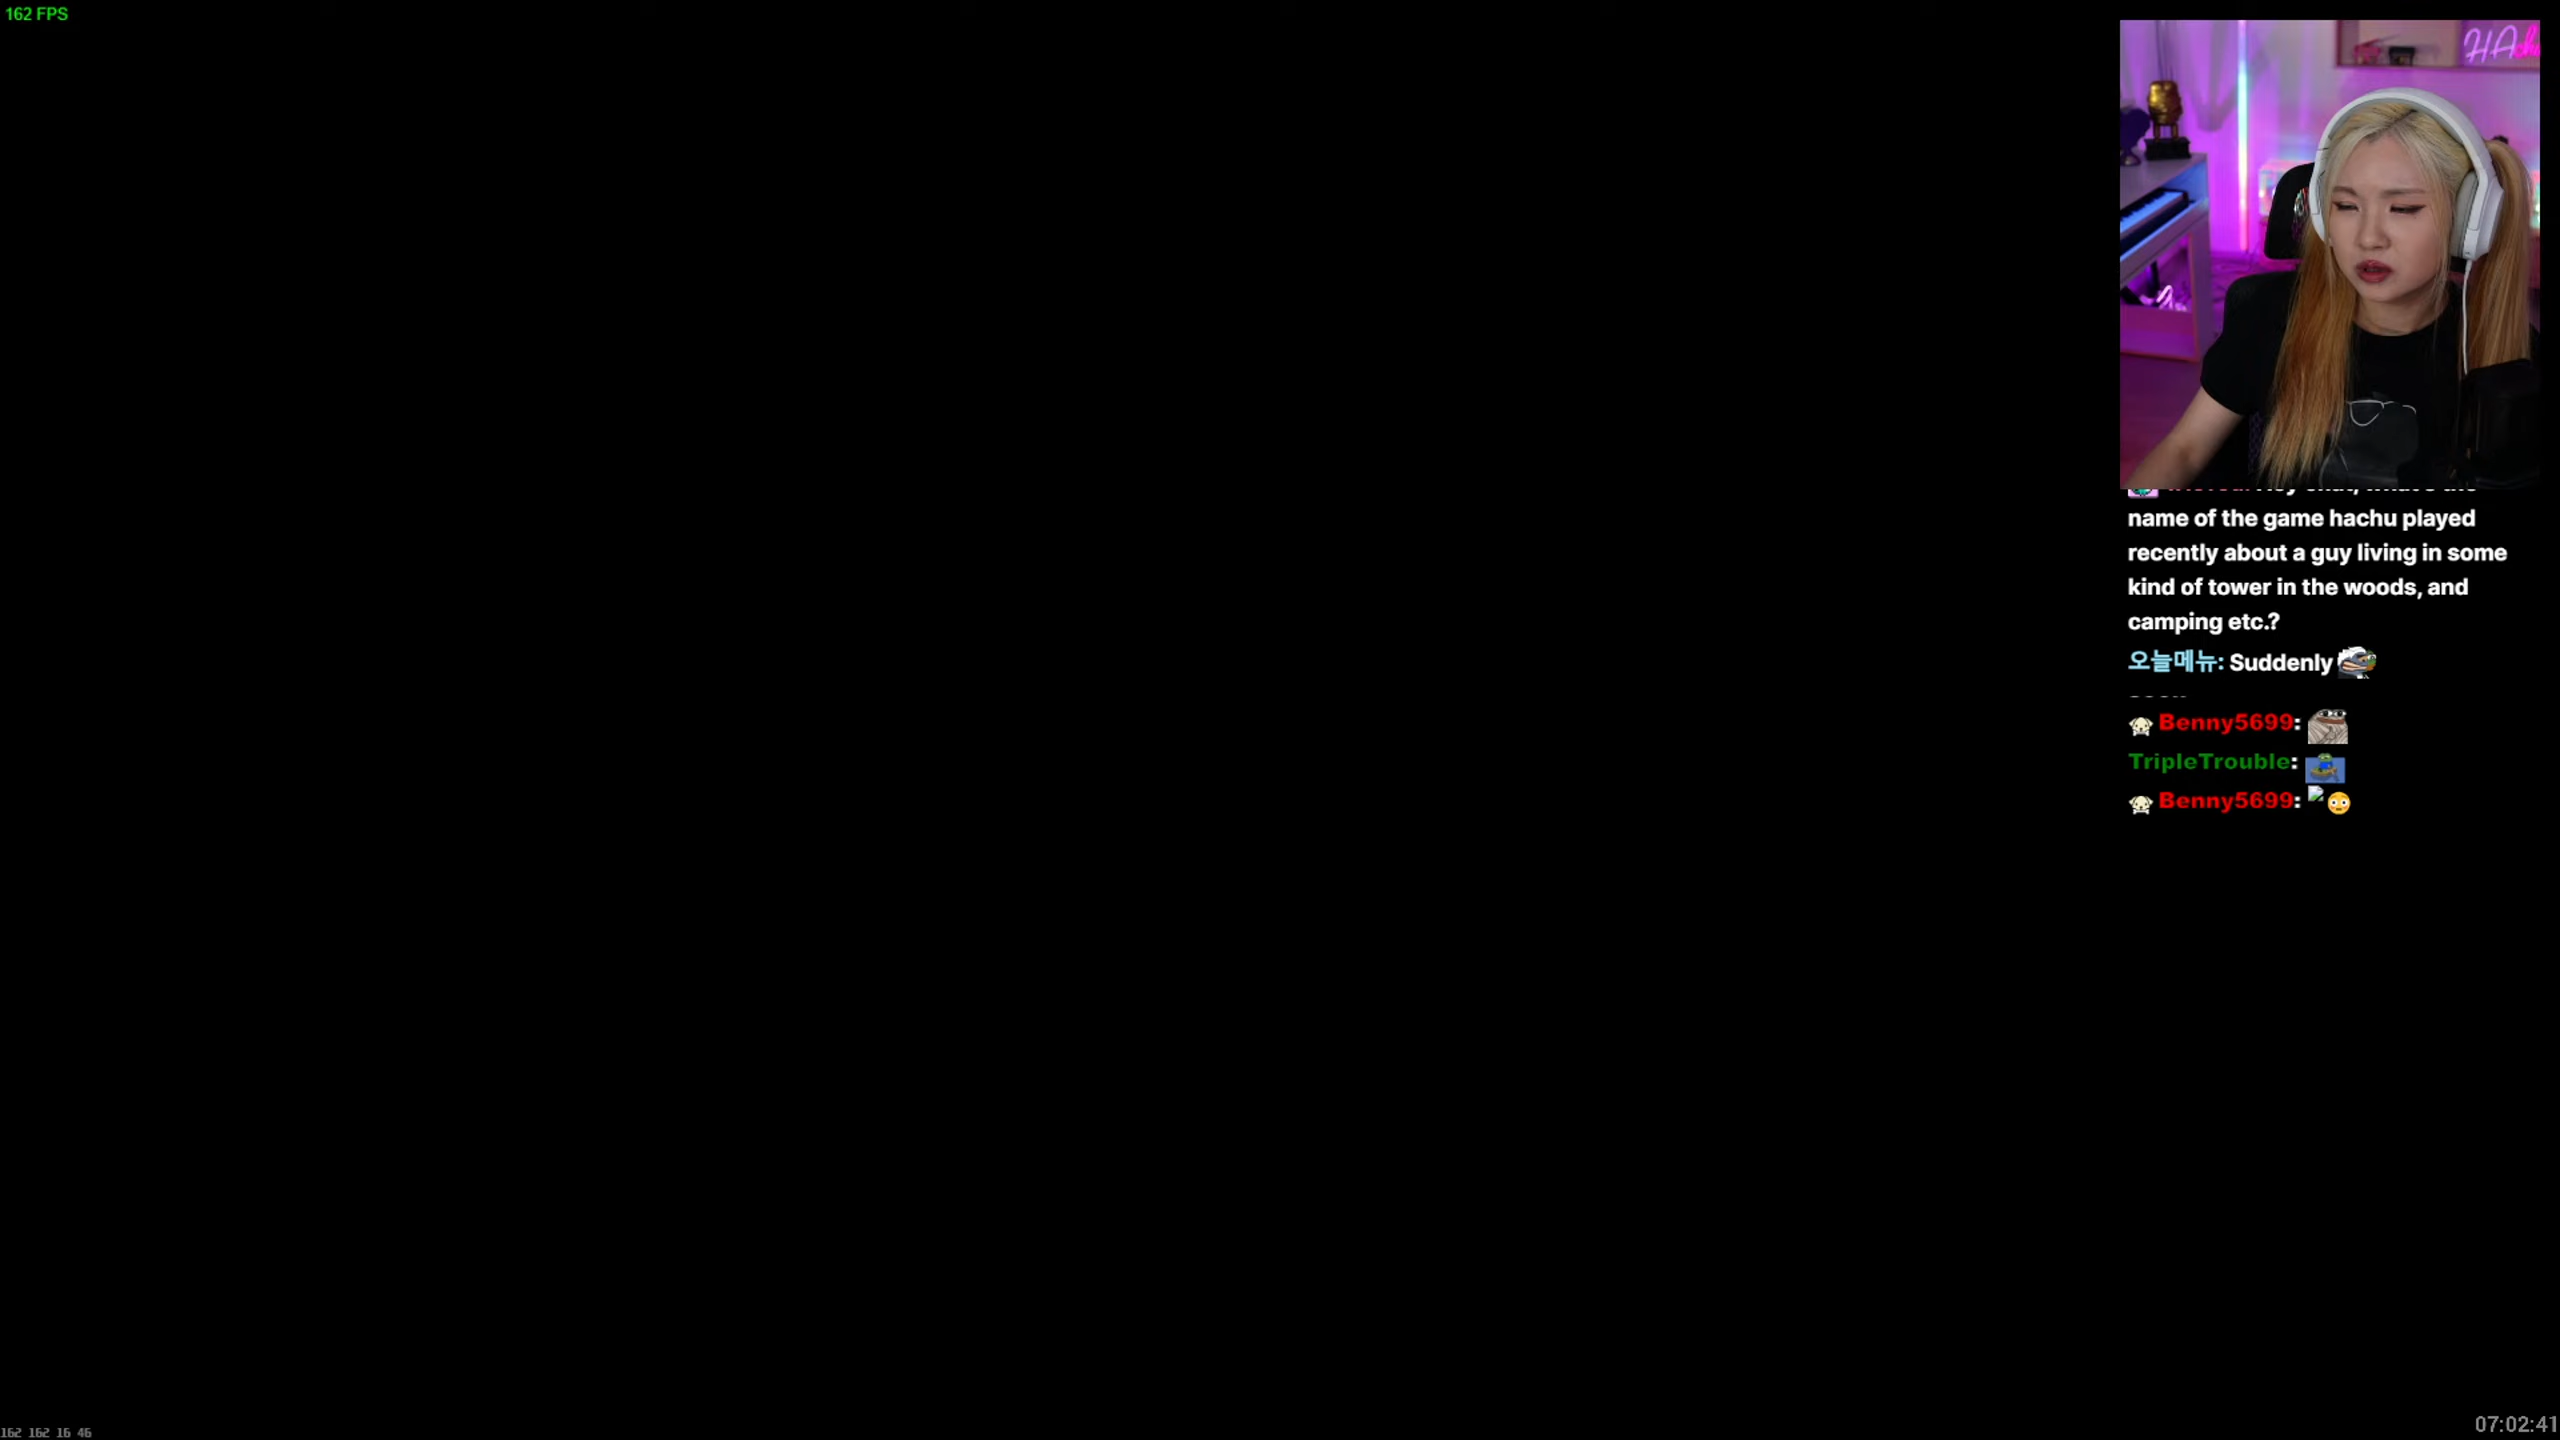 162 FPS
HAch
name of the game hachu played
recently about a guy living in some
kind of tower in the woods, and
camping etc.?
오늘메뉴: Suddenly
Benny5699:
TripleTrouble:
Benny5699:
162 162 16 46
07:02:41